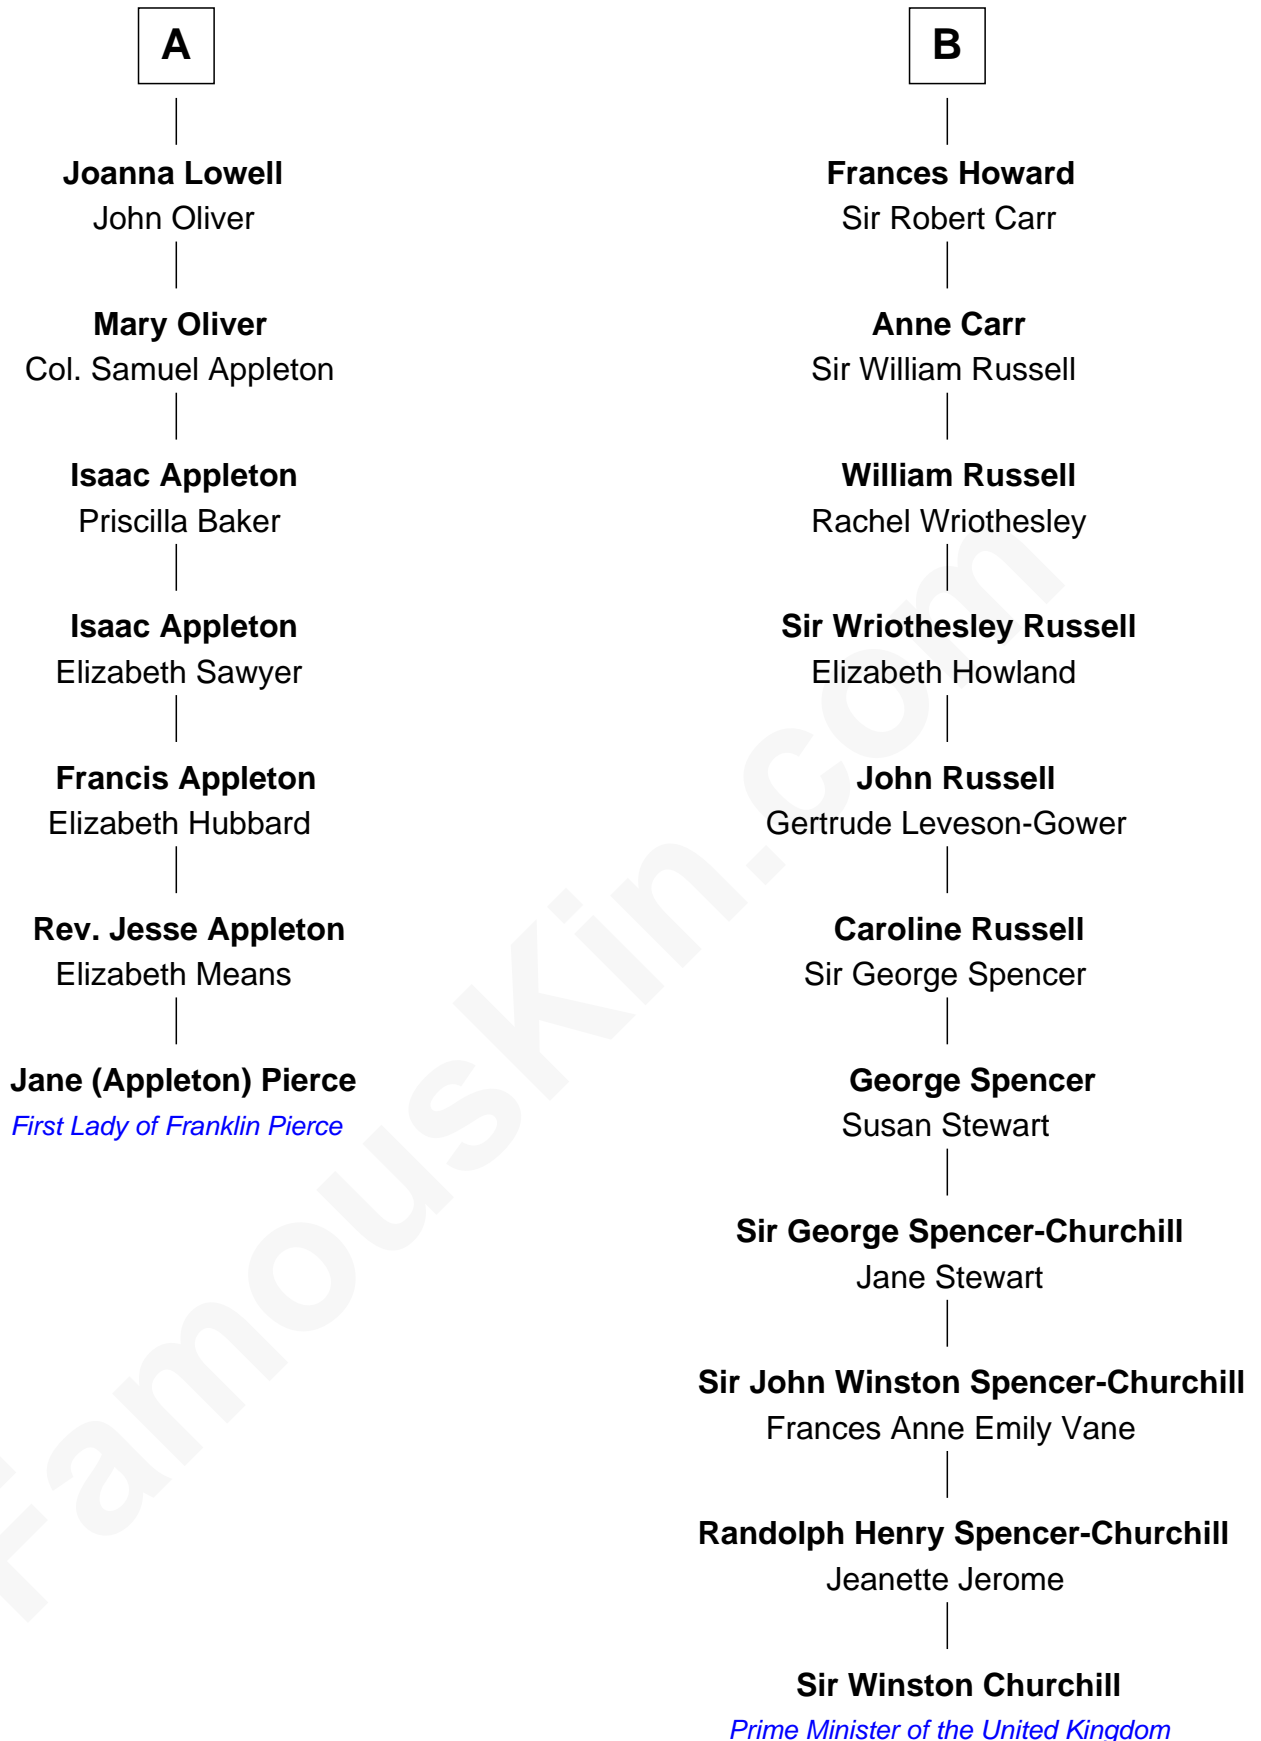 A
Joanna Lowell
John Oliver
Mary Oliver
Col. Samuel Appleton
Isaac Appleton
Priscilla Baker
Isaac Appleton
Elizabeth Sawyer
Francis Appleton
Elizabeth Hubbard
Rev. Jesse Appleton
Elizabeth Means
Jane (Appleton) Pierce
First Lady of Franklin Pierce
B
Frances Howard
Sir Robert Carr
Anne Carr
Sir William Russell
William Russell
Rachel Wriothesley
Sir Wriothesley Russell
Elizabeth Howland
John Russell
Gertrude Leveson-Gower
Caroline Russell
Sir George Spencer
George Spencer
Susan Stewart
Sir George Spencer-Churchill
Jane Stewart
Sir John Winston Spencer-Churchill
Frances Anne Emily Vane
Randolph Henry Spencer-Churchill
Jeanette Jerome
Sir Winston Churchill
Prime Minister of the United Kingdom
FamousKin.com